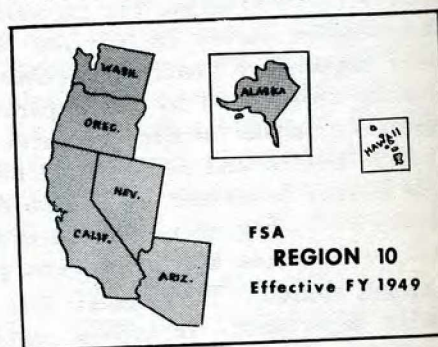 WASH.
OREG.
NEV.
CALIF.
ARIZ.
ALASKA
HAWAII
FSA
REGION 10
Effective FY 1949